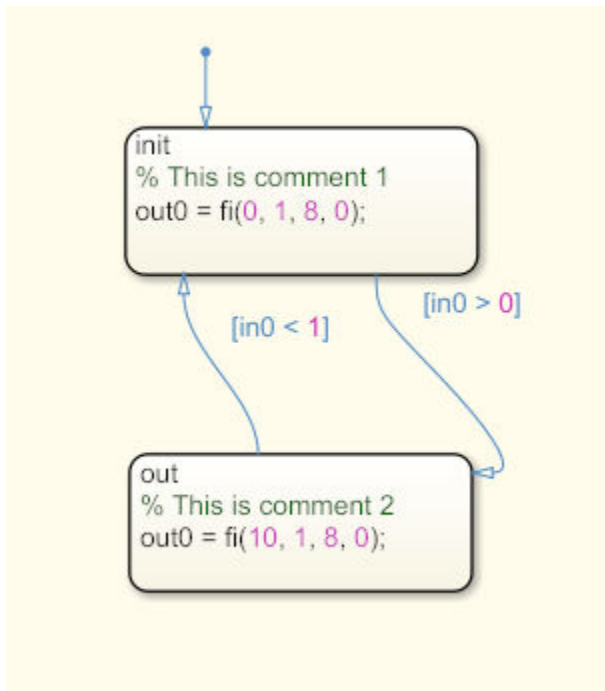 init
% This is comment 1
out0 = fi(0, 1, 8, 0);
[in0 > 0]
[in0 < 1]
out
% This is comment 2
out0 = fi(10, 1, 8, 0);